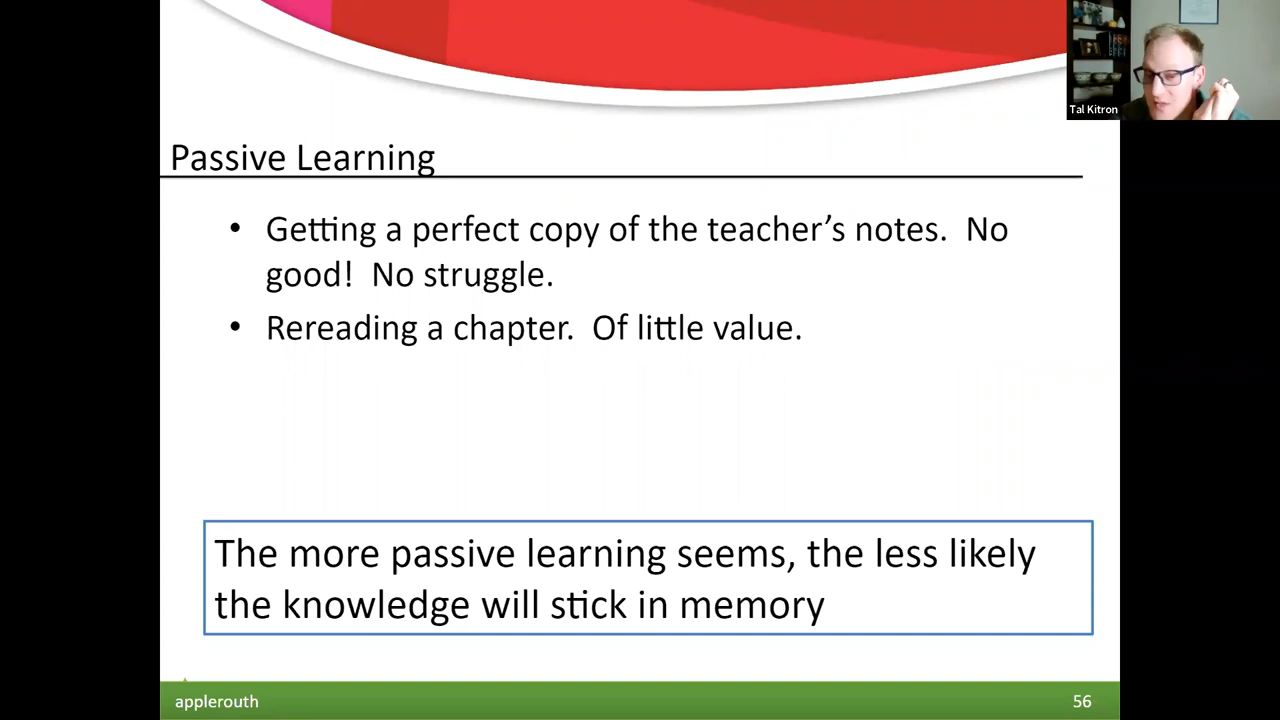 Tal Kitron
Passive Learning
• Getting a perfect copy of the teacher’s notes.  No
good!  No struggle.
• Rereading a chapter.  Of little value.
The more passive learning seems, the less likely
the knowledge will stick in memory
applerouth
56